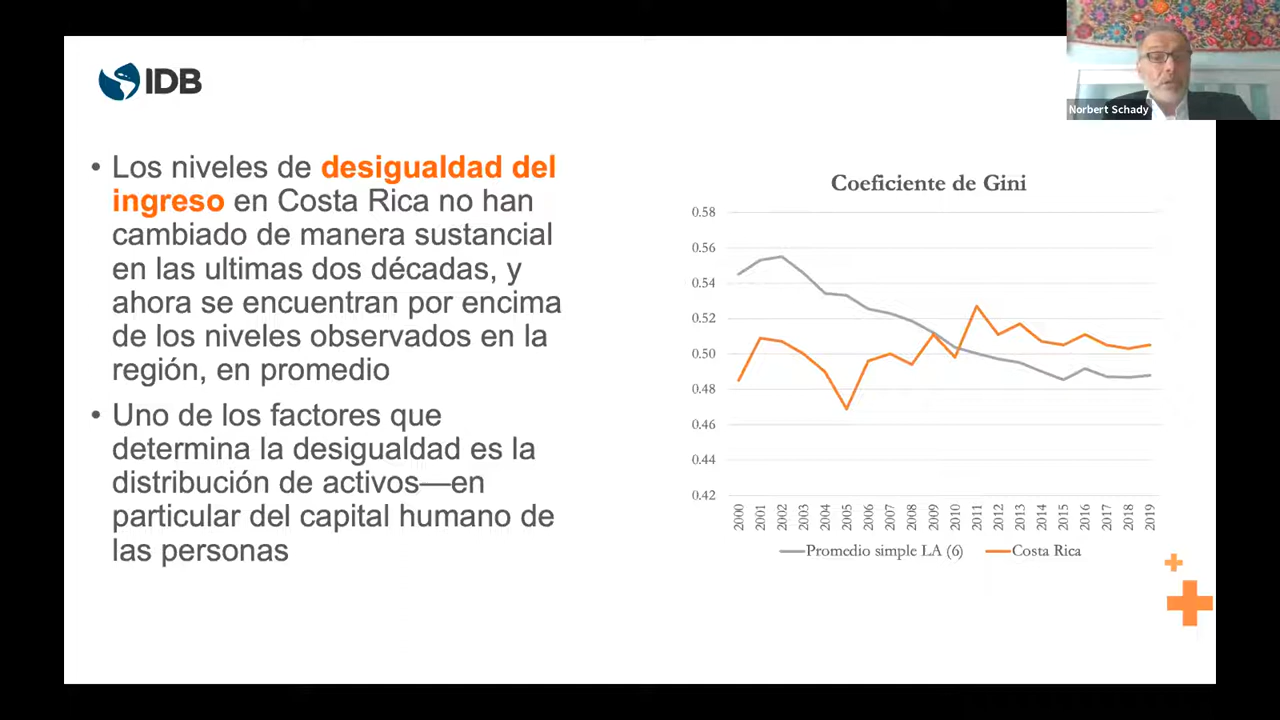 IDB
Norbert Schady
• Los niveles de desigualdad del
ingreso en Costa Rica no han
cambiado de manera sustancial
en las ultimas dos décadas, y
ahora se encuentran por encima
de los niveles observados en la
región, en promedio
• Uno de los factores que
determina la desigualdad es la
distribución de activos—en
particular del capital humano de
las personas
Coeficiente de Gini
0.58
0.56
0.54
0.52
0.50
0.48
0.46
0.44
0.42
2000 2001 2002 2003 2004 2005 2006 2007 2008 2009 2010 2011 2012 2013 2014 2015 2016 2017 2018 2019
Promedio simple LA (6) Costa Rica